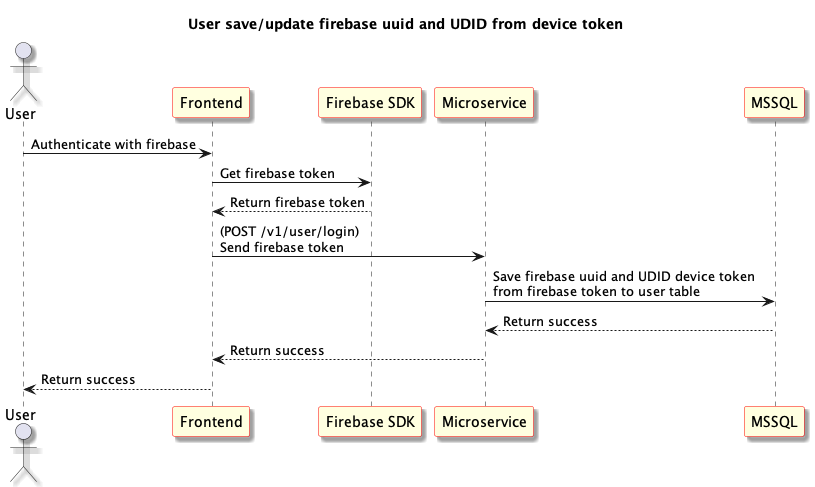 User save/update firebase uuid and UDID from device token
User
Frontend
Firebase SDK
Microservice
MSSQL
Authenticate with firebase
Get firebase token
Return firebase token
(POST /v1/user/login)
Send firebase token
Save firebase uuid and UDID device token
from firebase token to user table
Return success
Return success
Return success
User
Frontend
Firebase SDK
Microservice
MSSQL